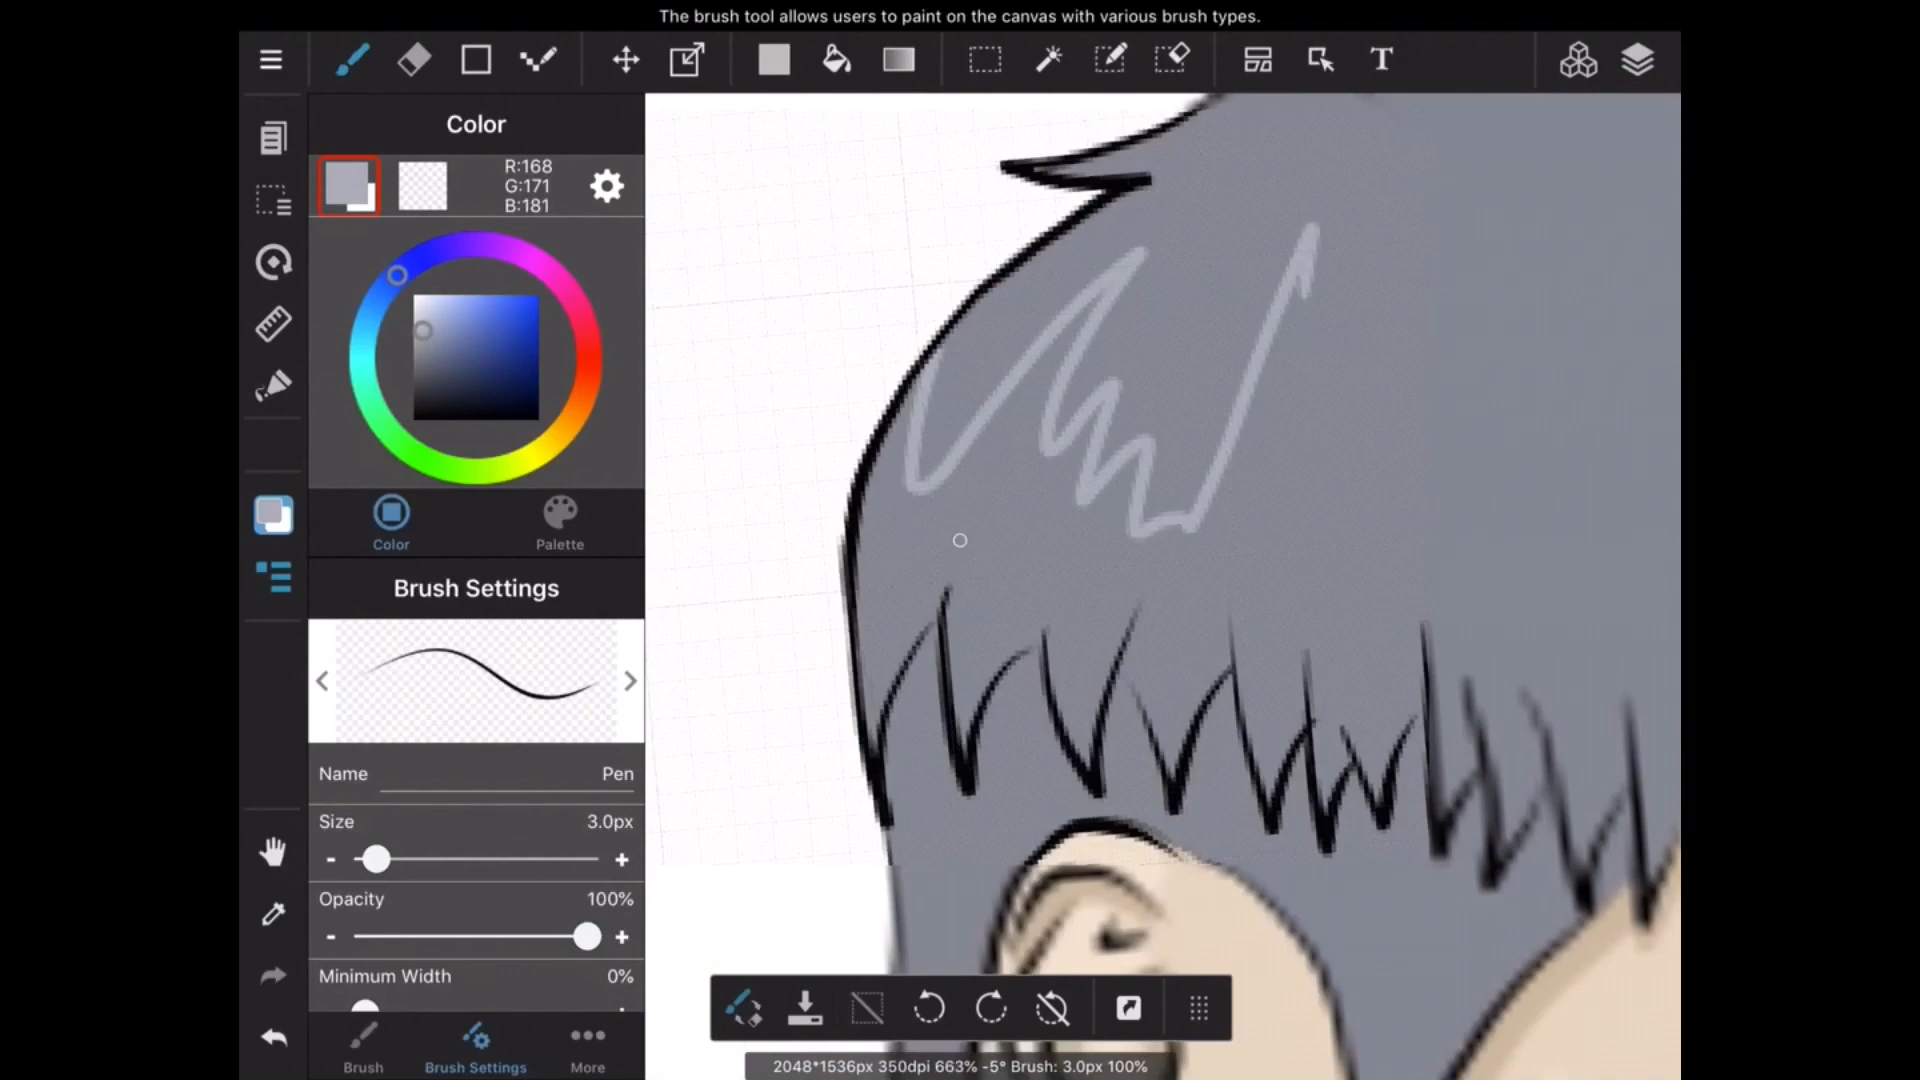 The brush tool allows users to paint on the canvas with various brush types.
T
Color
R:168
G:171
B:181
Color
Palette
Brush Settings
Name
Pen
Size
3.0px
-
+
Opacity
100%
-
+
Minimum Width
0%
Brush
Brush Settings
More
2048*1536px 350dpi 663% -5° Brush: 3.0px 100%